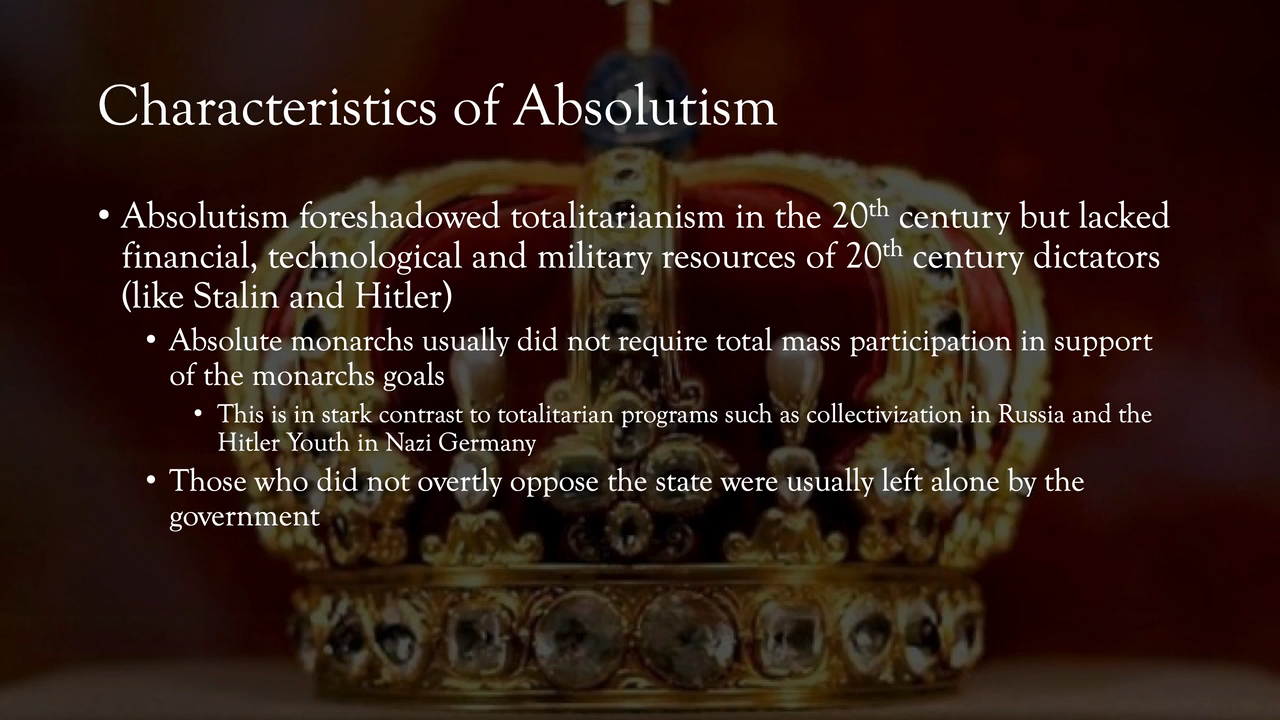 Characteristics of Absolutism
• Absolutism foreshadowed totalitarianism in the 20th century but lacked
financial, technological and military resources of 20th century dictators
(like Stalin and Hitler)
• Absolute monarchs usually did not require total mass participation in support
of the monarchs goals
• This is in stark contrast to totalitarian programs such as collectivization in Russia and the
Hitler Youth in Nazi Germany
• Those who did not overtly oppose the state were usually left alone by the
government